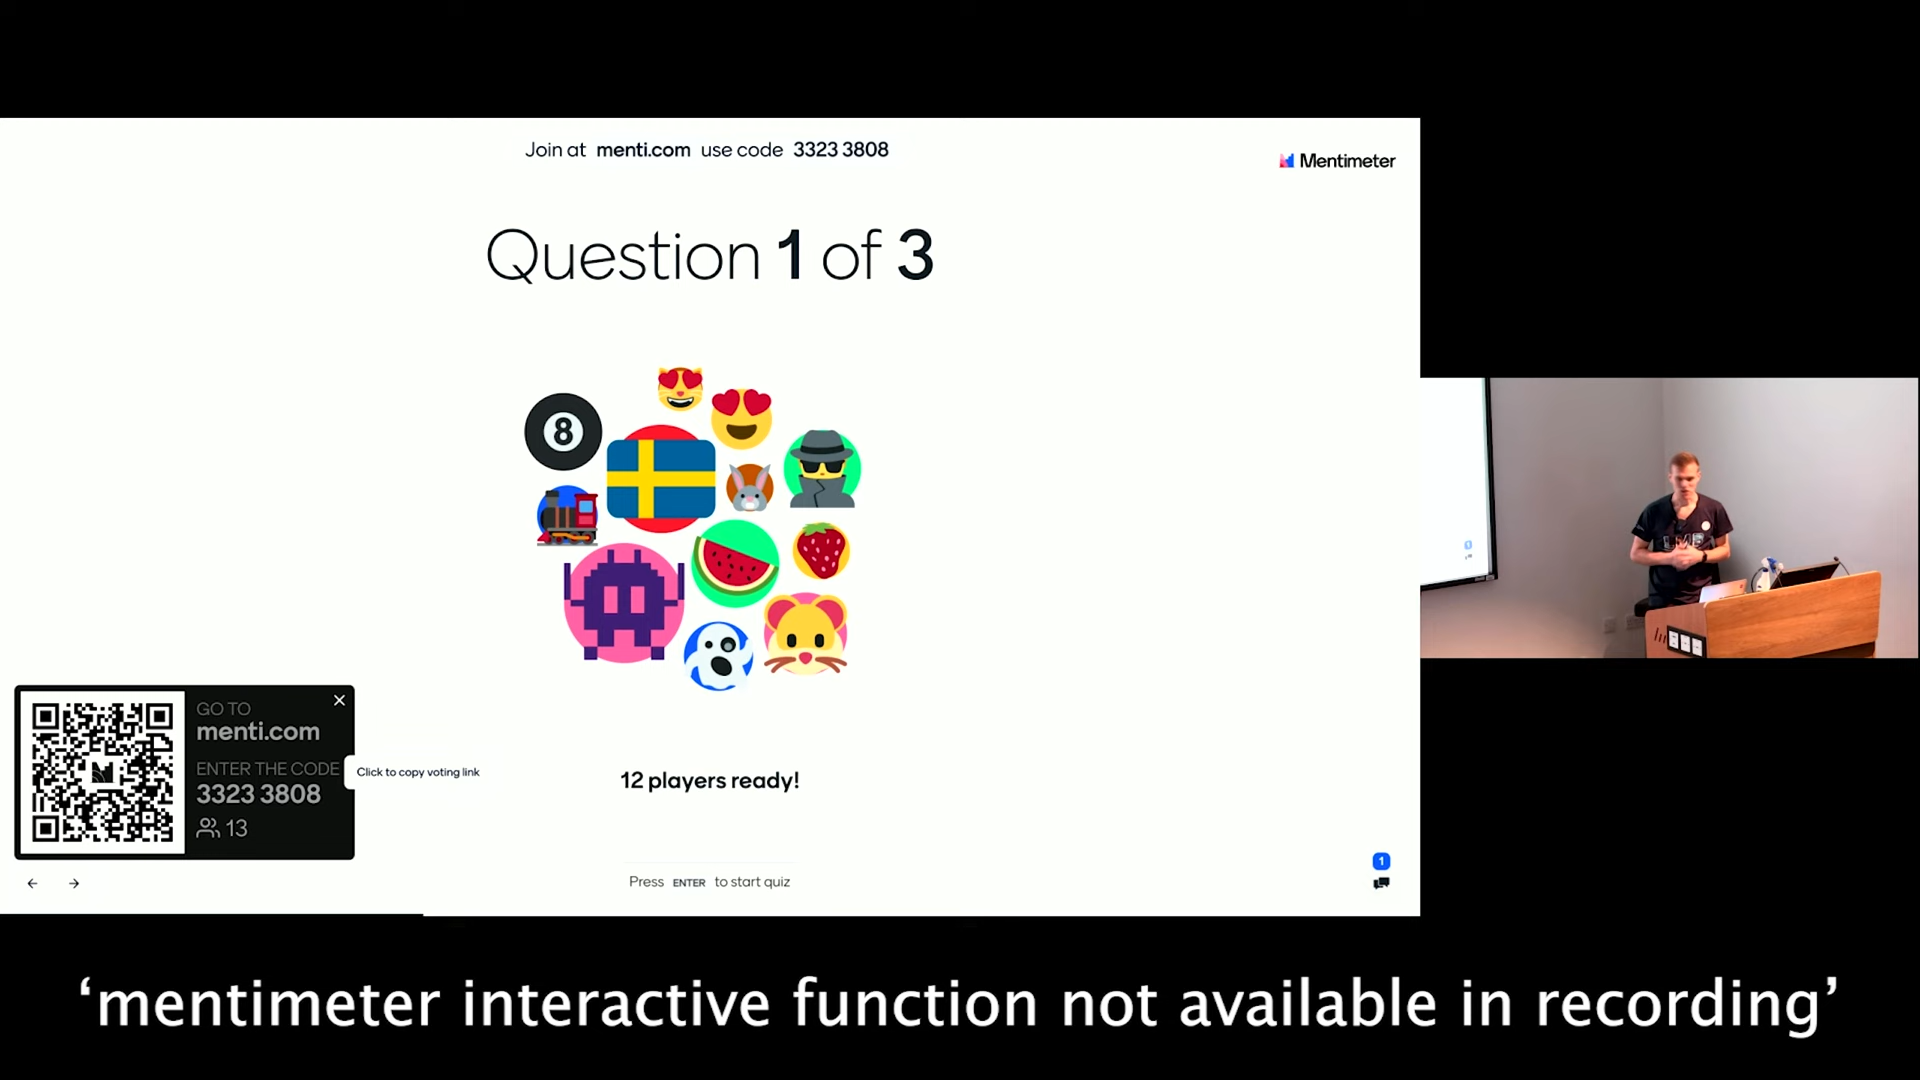 Join at menti.com use code 3323 3808
Mentimeter
Question 1 of 3
8
GO TO
menti.com
ENTER THE CODE
3323 3808
13
Click to copy voting link
12 players ready!
Press ENTER to start quiz
1
‘mentimeter interactive function not available in recording’